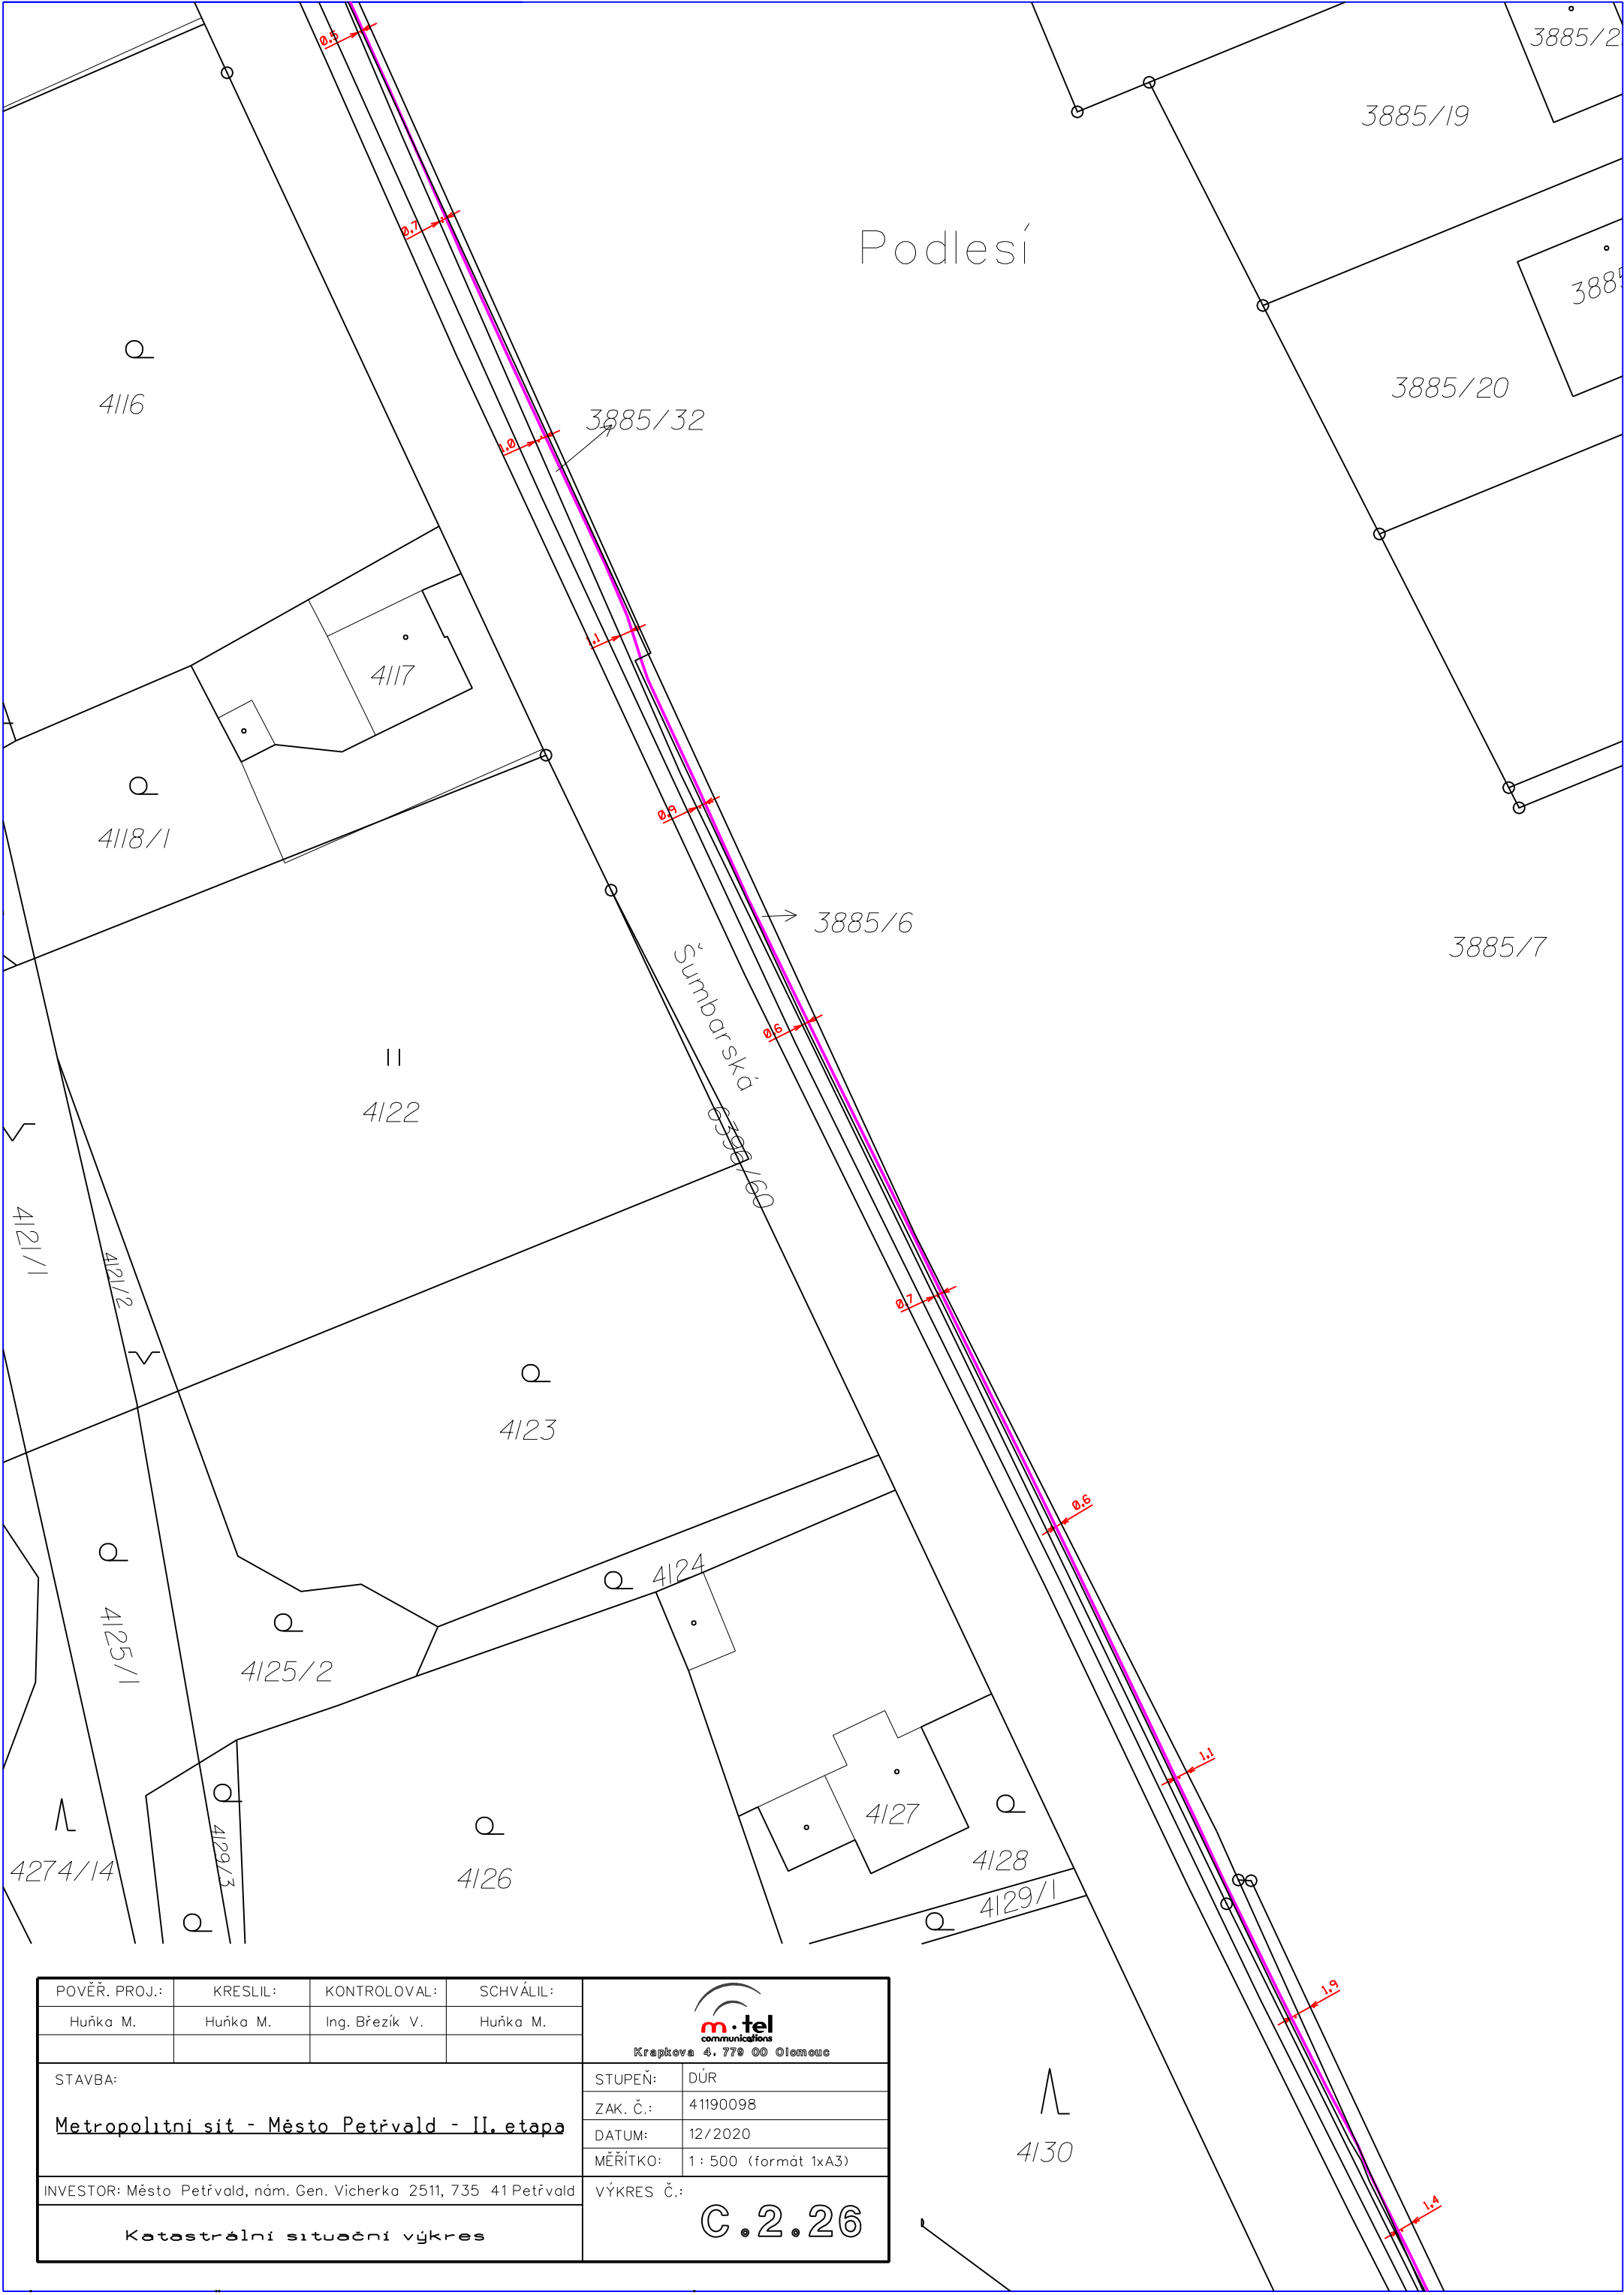 0.5
3885/2
3885/19
0.7
Podlesí
3885/20
4116
3885/32
1.0
1.1
4117
0.9
4118/1
3885/6
3885/7
Šumbarská
0.6
6396/60
4122
4121/1
4121/2
0.7
4123
0.6
4124
4125/1
4125/2
1.1
4127
4128
4129/3
4274/14
4126
4129/1
1.9
4130
1.4
POVĚŘ. PROJ.: KRESLIL: KONTROLOVAL: SCHVÁLIL:
Huňka M. Huňka M. Ing. Březík V. Huňka M.
m·tel
communications
Krapkova 4, 779 00 Olomouc
STAVBA:
Metropolitní síť - Město Petřvald - II. etapa
STUPEŇ: DÚR
ZAK. Č.: 41190098
DATUM: 12/2020
MĚŘÍTKO: 1 : 500 (formát 1xA3)
INVESTOR: Město Petřvald, nám. Gen. Vicherka 2511, 735 41 Petřvald
VÝKRES Č.:
C.2.26
Katastrální situační výkres